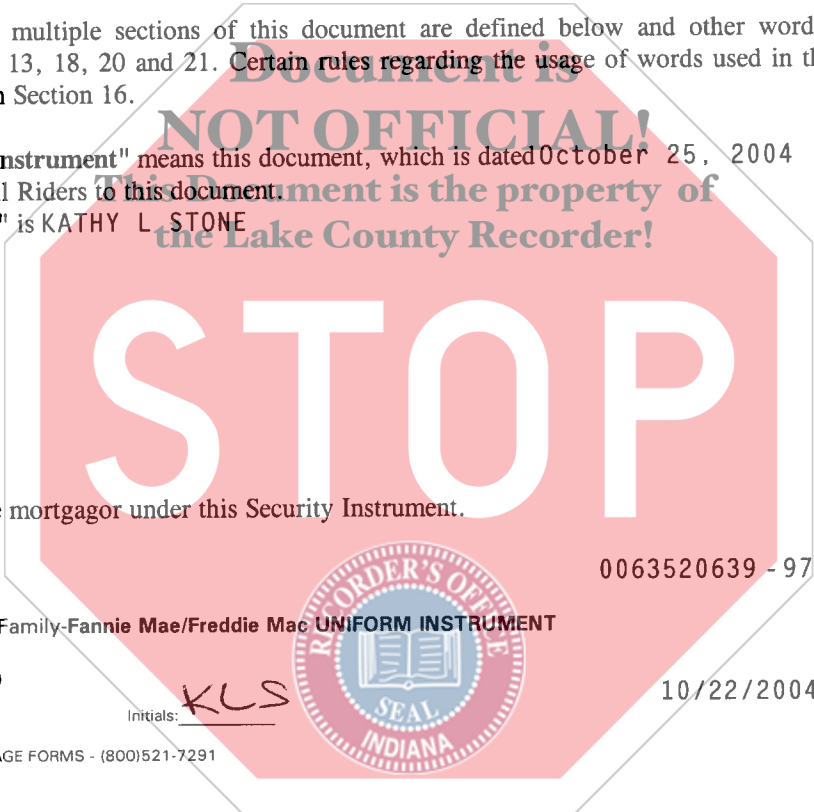 multiple sections of this document are defined below and other word
13, 18, 20 and 21. Certain rules regarding the usage of words used in th
Document is
n Section 16.
NOT OFFICIAL!
nstrument" means this document, which is dated October 25, 2004
l Riders to this document.
This Document is the property of
" is KATHY L STONE
the Lake County Recorder!
STOP
e mortgagor under this Security Instrument.
0063520639 - 97
Family-Fannie Mae/Freddie Mac UNIFORM INSTRUMENT
RECORDER'S OFFICE
SEAL
INDIANA
Initials: KLS
10/22/2004
AGE FORMS - (800)521-7291